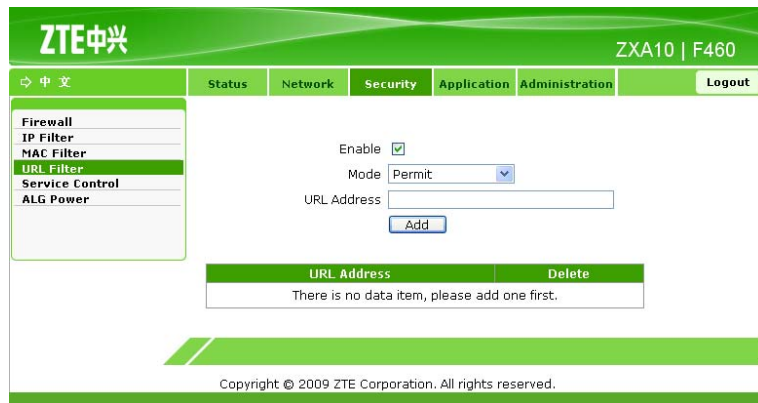 ZTE中兴
ZXA10 | F460
中文 Status Network Security Application Administration Logout
Firewall
IP Filter
MAC Filter
URL Filter
Service Control
ALG Power
Enable
Mode Permit
URL Address
Add
URL Address Delete
There is no data item, please add one first.
Copyright © 2009 ZTE Corporation. All rights reserved.